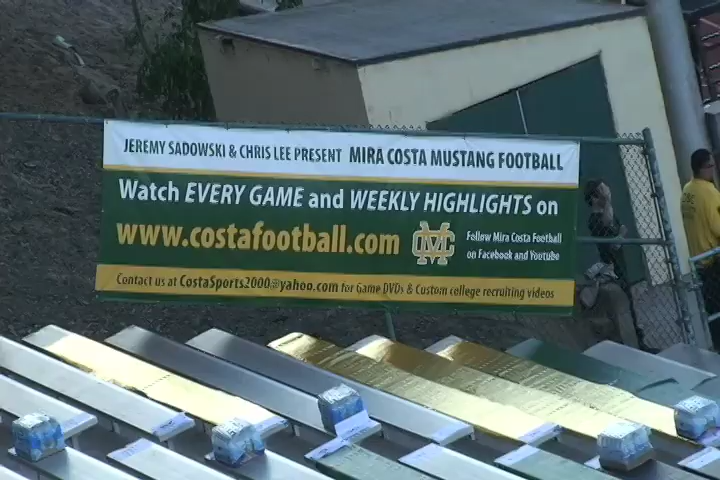 JEREMY SADOWSKI & CHRIS LEE PRESENT MIRA COSTA MUSTANG FOOTBALL
Watch EVERY GAME and WEEKLY HIGHLIGHTS on
www.costafootball.com
MC
Follow Mira Costa Football
on Facebook and Youtube
Contact us at CostaSports2000@yahoo.com for Game DVDs & Custom college recruiting videos